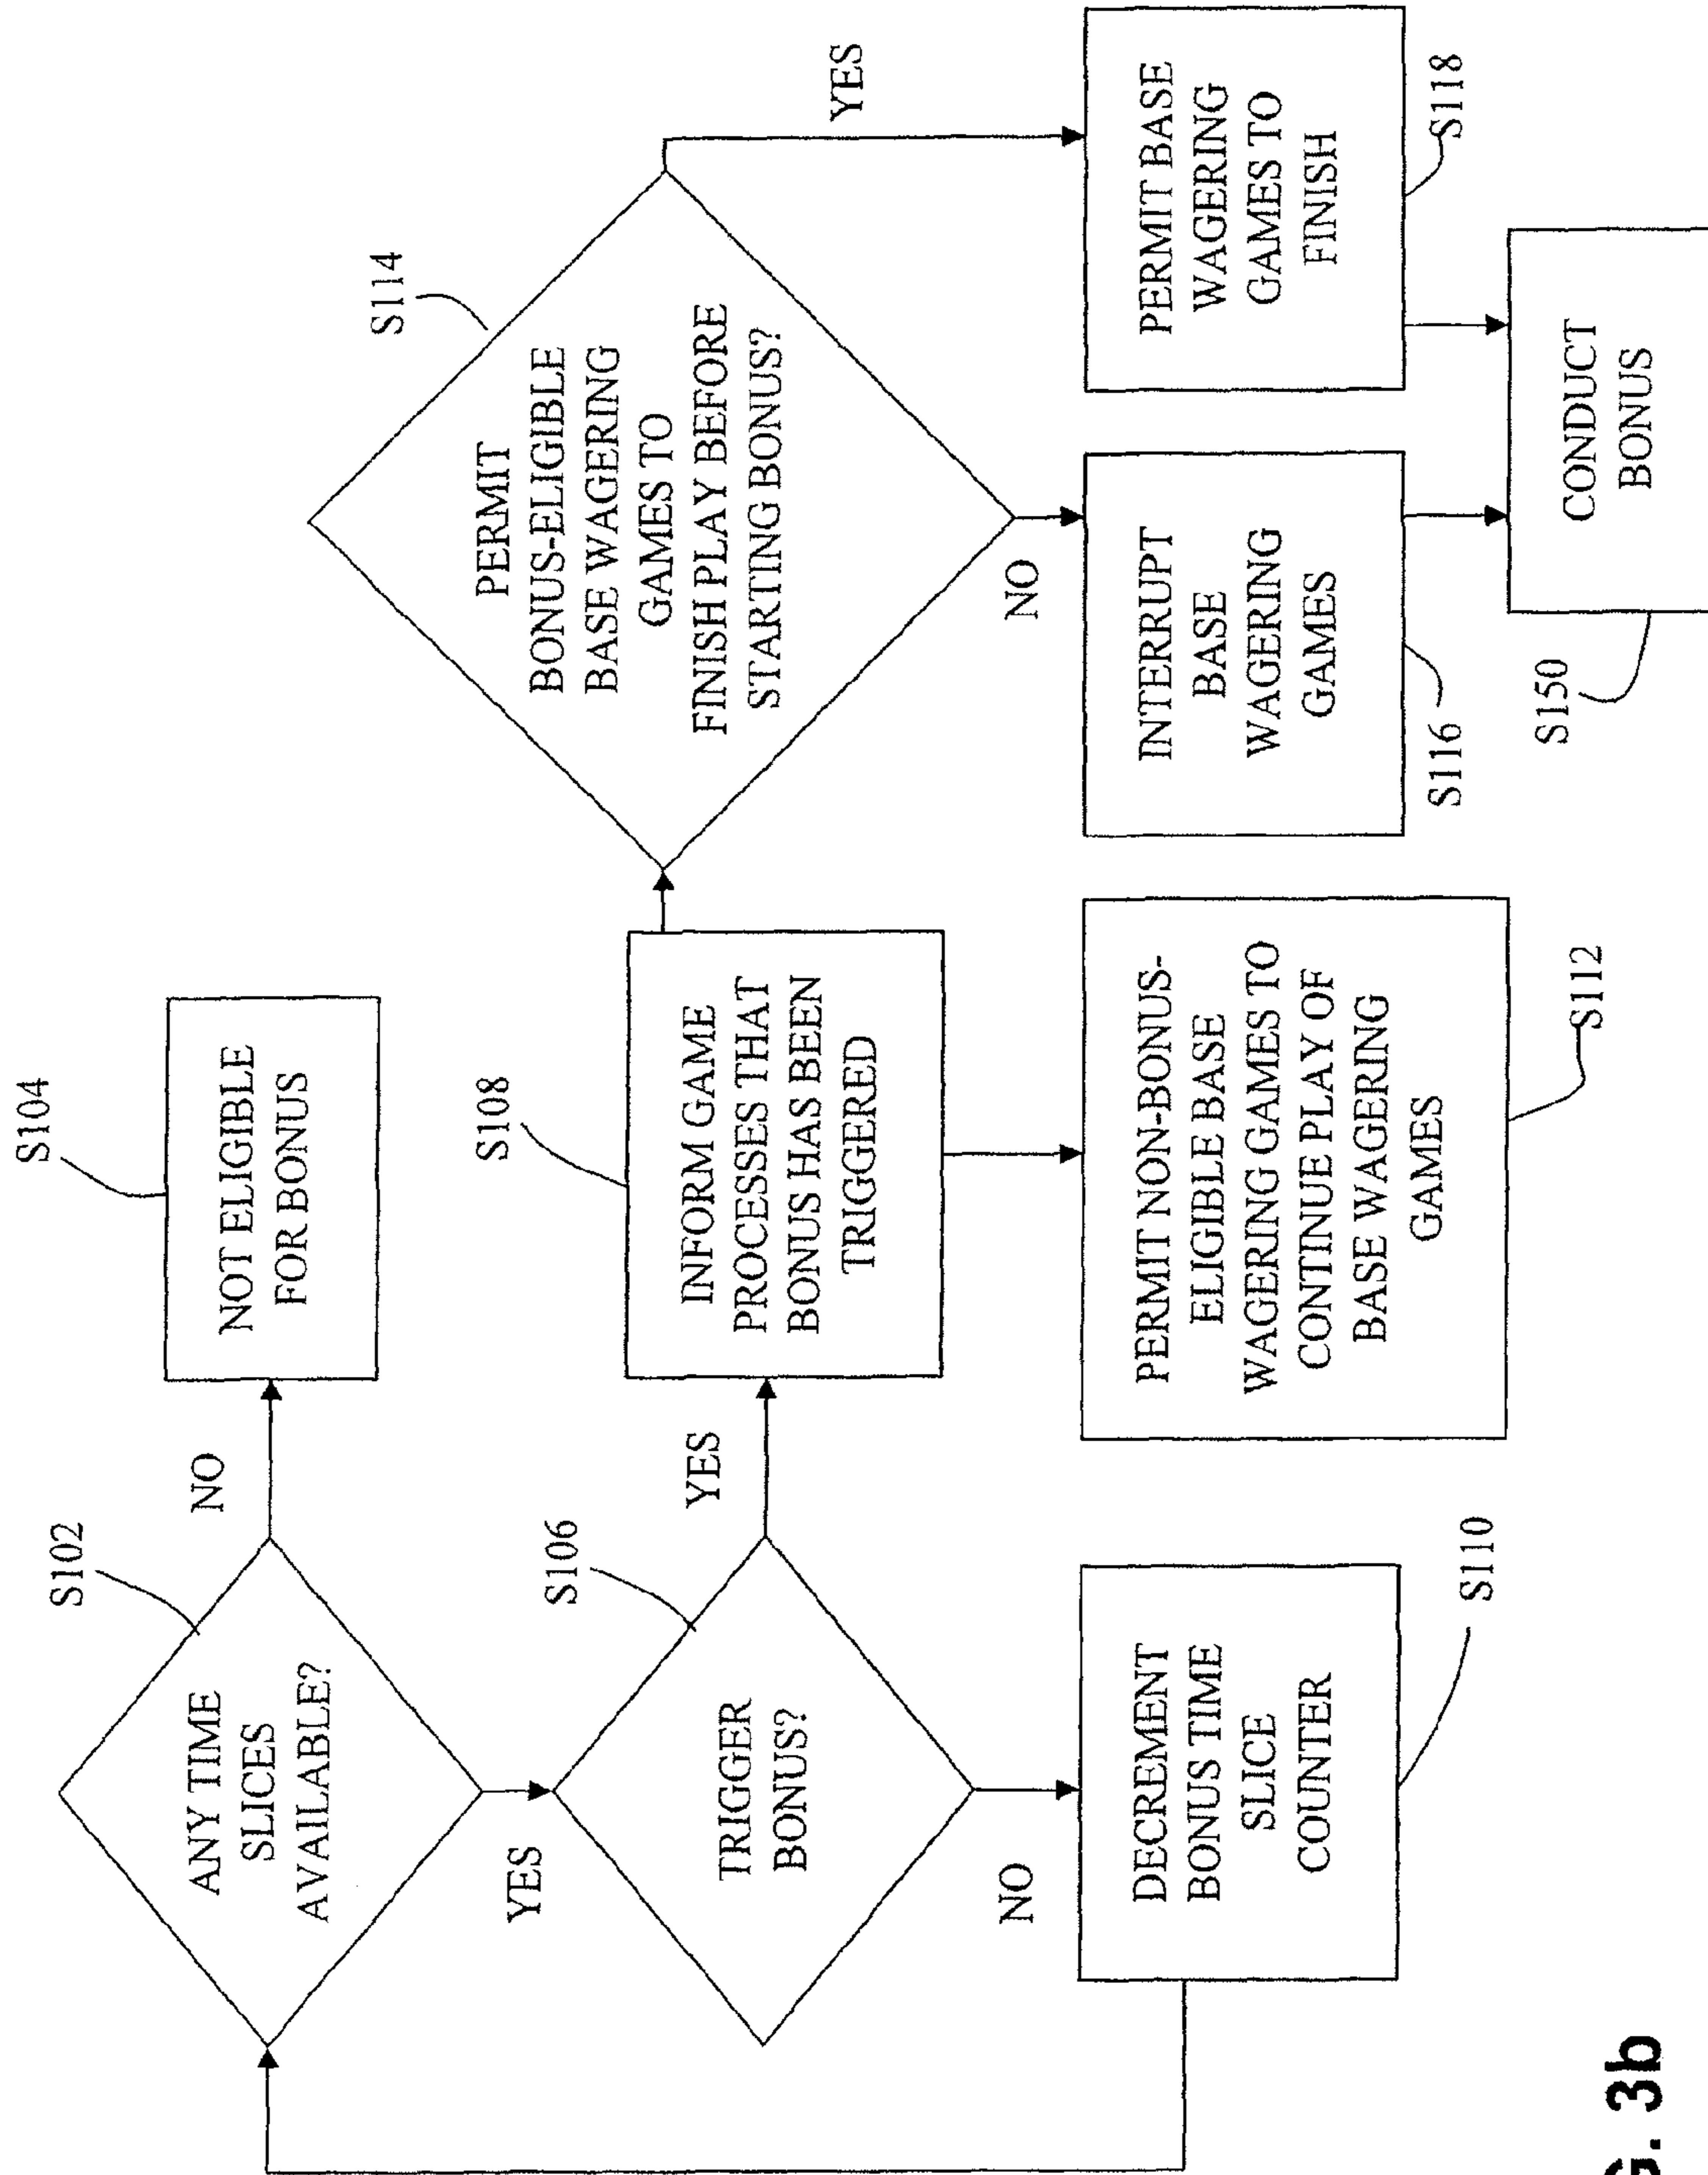 S102
ANY TIME
SLICES
AVAILABLE?
NO
S104
NOT ELIGIBLE
FOR BONUS
YES
S106
TRIGGER
BONUS?
YES
S108
INFORM GAME
PROCESSES THAT
BONUS HAS BEEN
TRIGGERED
S114
PERMIT
BONUS-ELIGIBLE
BASE WAGERING
GAMES TO
FINISH PLAY BEFORE
STARTING BONUS?
YES
NO
NO
DECREMENT
BONUS TIME
SLICE
COUNTER
S110
PERMIT NON-BONUS-
ELIGIBLE BASE
WAGERING GAMES TO
CONTINUE PLAY OF
BASE WAGERING
GAMES
S112
INTERRUPT
BASE
WAGERING
GAMES
S116
PERMIT BASE
WAGERING
GAMES TO
FINISH
S118
CONDUCT
BONUS
S150
G. 3b